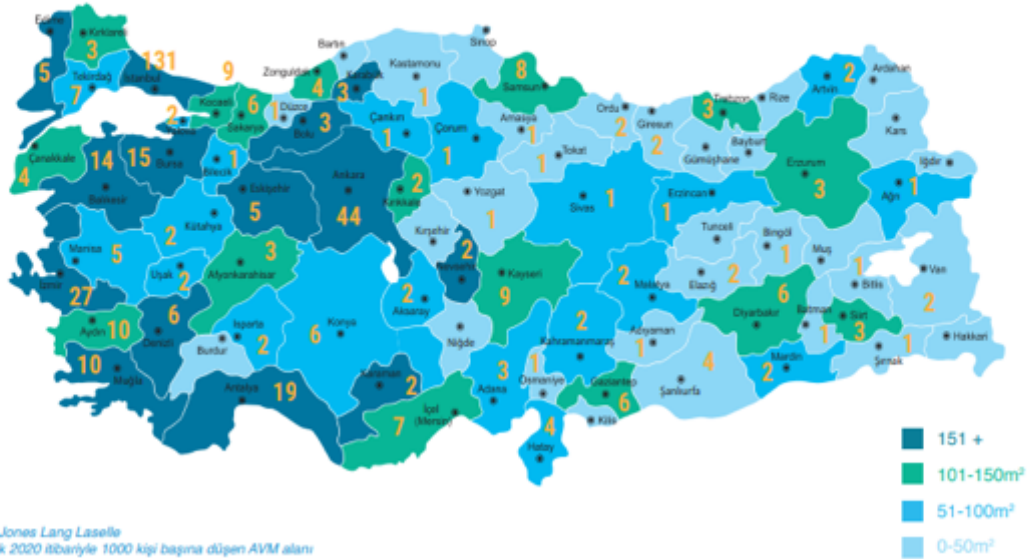 Edirne
Kırklareli
3
5
Tekirdağ
7
131
İstanbul
9
Kocaeli
2
Yalova
6
Sakarya
1
Düzce
Zonguldak
4
Bartın
Karabük
3
Bolu
3
Kastamonu
1
Sinop
Samsun
8
Çankırı
1
Çorum
1
Amasya
1
Tokat
1
Ordu
2
Giresun
2
Trabzon
3
Rize
Artvin
2
Ardahan
Kars
Gümüşhane
Bayburt
Erzurum
3
Iğdır
Ağrı
1
Çanakkale
4
14
Balıkesir
15
Bursa
Bilecik
1
Eskişehir
5
Ankara
44
Kırıkkale
2
Yozgat
1
Sivas
1
Erzincan
1
Tunceli
Bingöl
1
Muş
Kütahya
2
Manisa
5
Uşak
2
Afyonkarahisar
3
Kırşehir
Nevşehir
2
Kayseri
9
Malatya
2
Elazığ
2
Bitlis
1
Van
2
İzmir
27
Aydın
10
Denizli
6
Isparta
2
Burdur
Konya
6
Aksaray
2
Niğde
Kahramanmaraş
2
Adıyaman
1
Diyarbakır
6
Batman
1
Siirt
3
Şırnak
1
Hakkari
Mardin
2
Muğla
10
Antalya
19
Karaman
2
İçel
(Mersin)
7
Adana
3
Osmaniye
1
Gaziantep
6
Kilis
Şanlıurfa
4
Hatay
4
151 +
101-150m²
51-100m²
0-50m²
Jones Lang Laselle
k 2020 itibariyle 1000 kişi başına düşen AVM alanı